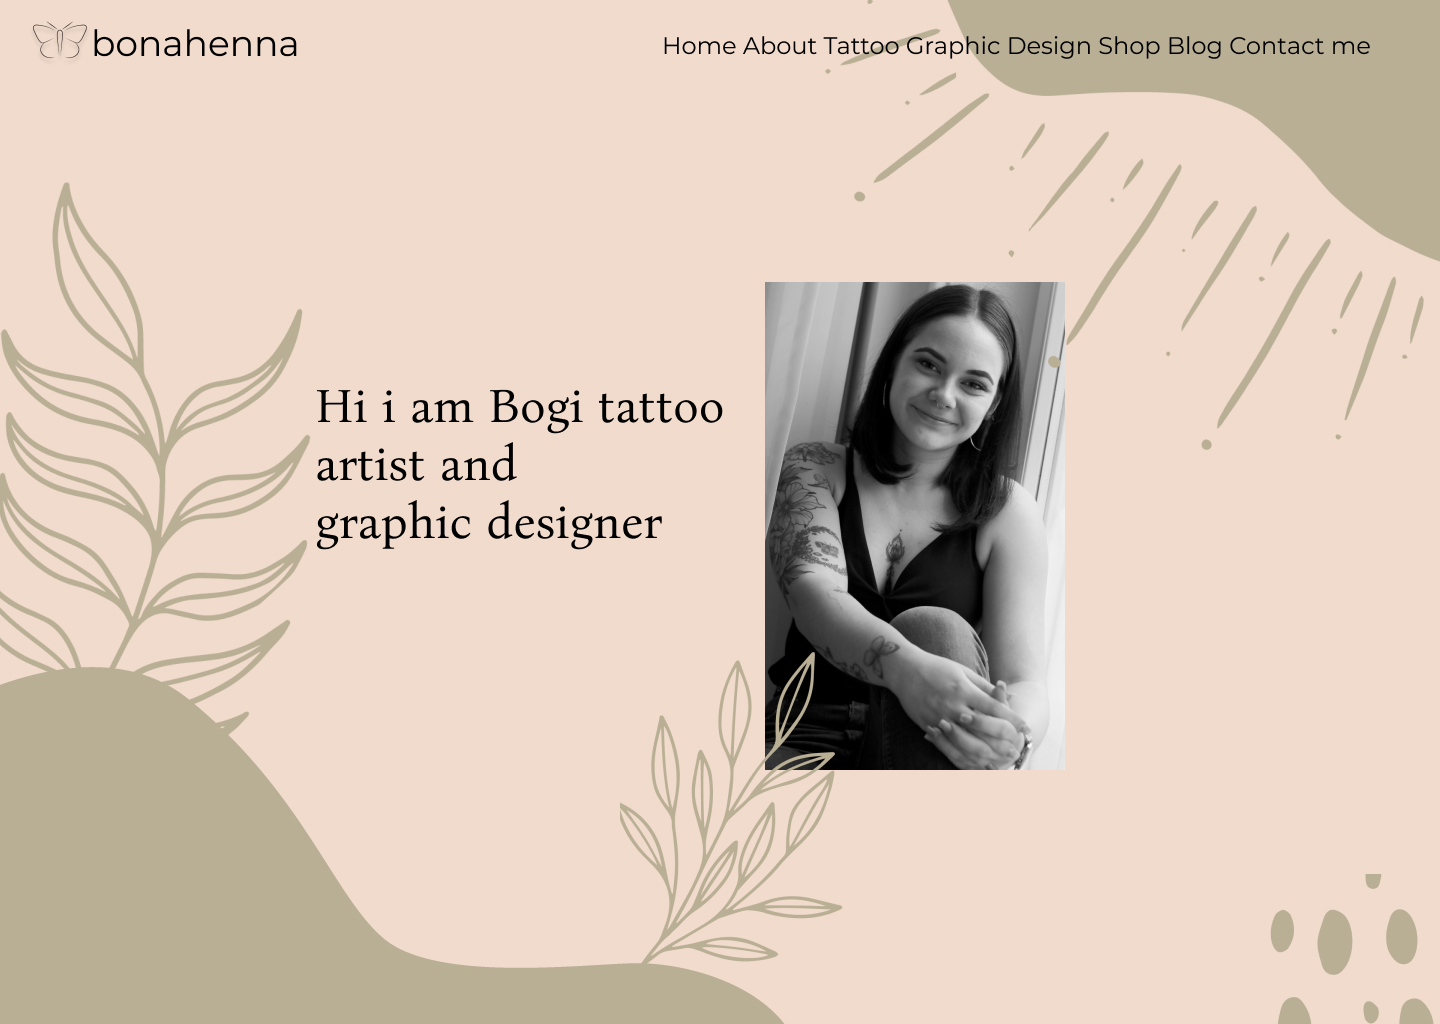 bonahenna
Home About Tattoo Graphic Design Shop Blog Contact me
Hi i am Bogi tattoo
artist and
graphic designer